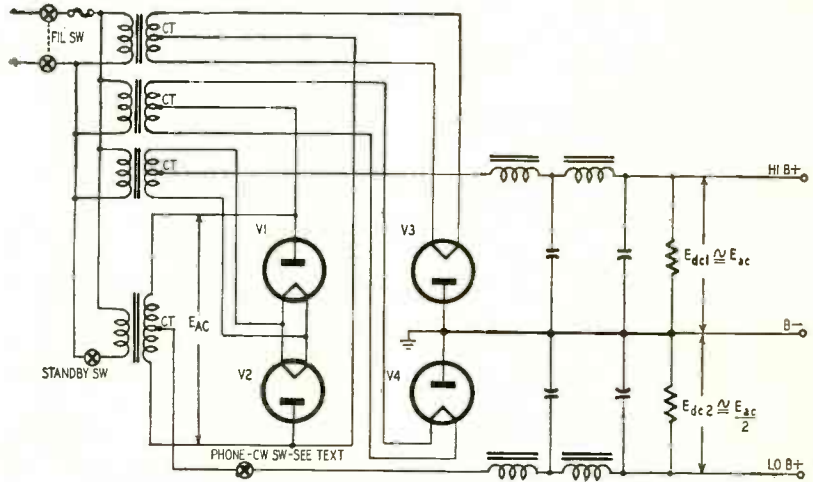 FIL SW
CT
CT
CT
CT
STANDBY SW
EAC
V1
V2
V3
V4
PHONE-CW SW-SEE TEXT
HI B+
Edc1 ≅ Eac
B-
Edc2 ≅ Eac/2
LO B+